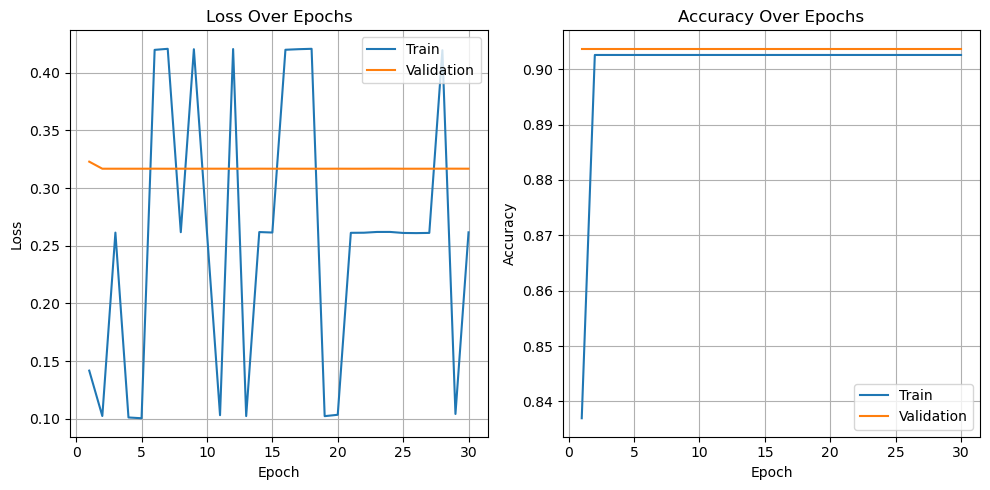 Loss Over Epochs
Train
Validation
Loss
0.40
0.35
0.30
0.25
0.20
0.15
0.10
0 5 10 15 20 25 30
Epoch
Accuracy Over Epochs
Accuracy
0.90
0.89
0.88
0.87
0.86
0.85
0.84
Train
Validation
0 5 10 15 20 25 30
Epoch